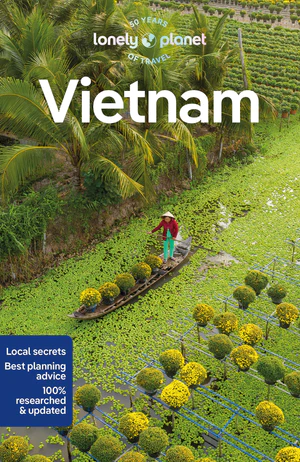 50 YEARS
lonely planet
OF TRAVEL
Vietnam
Local secrets
Best planning
advice
100%
researched
& updated